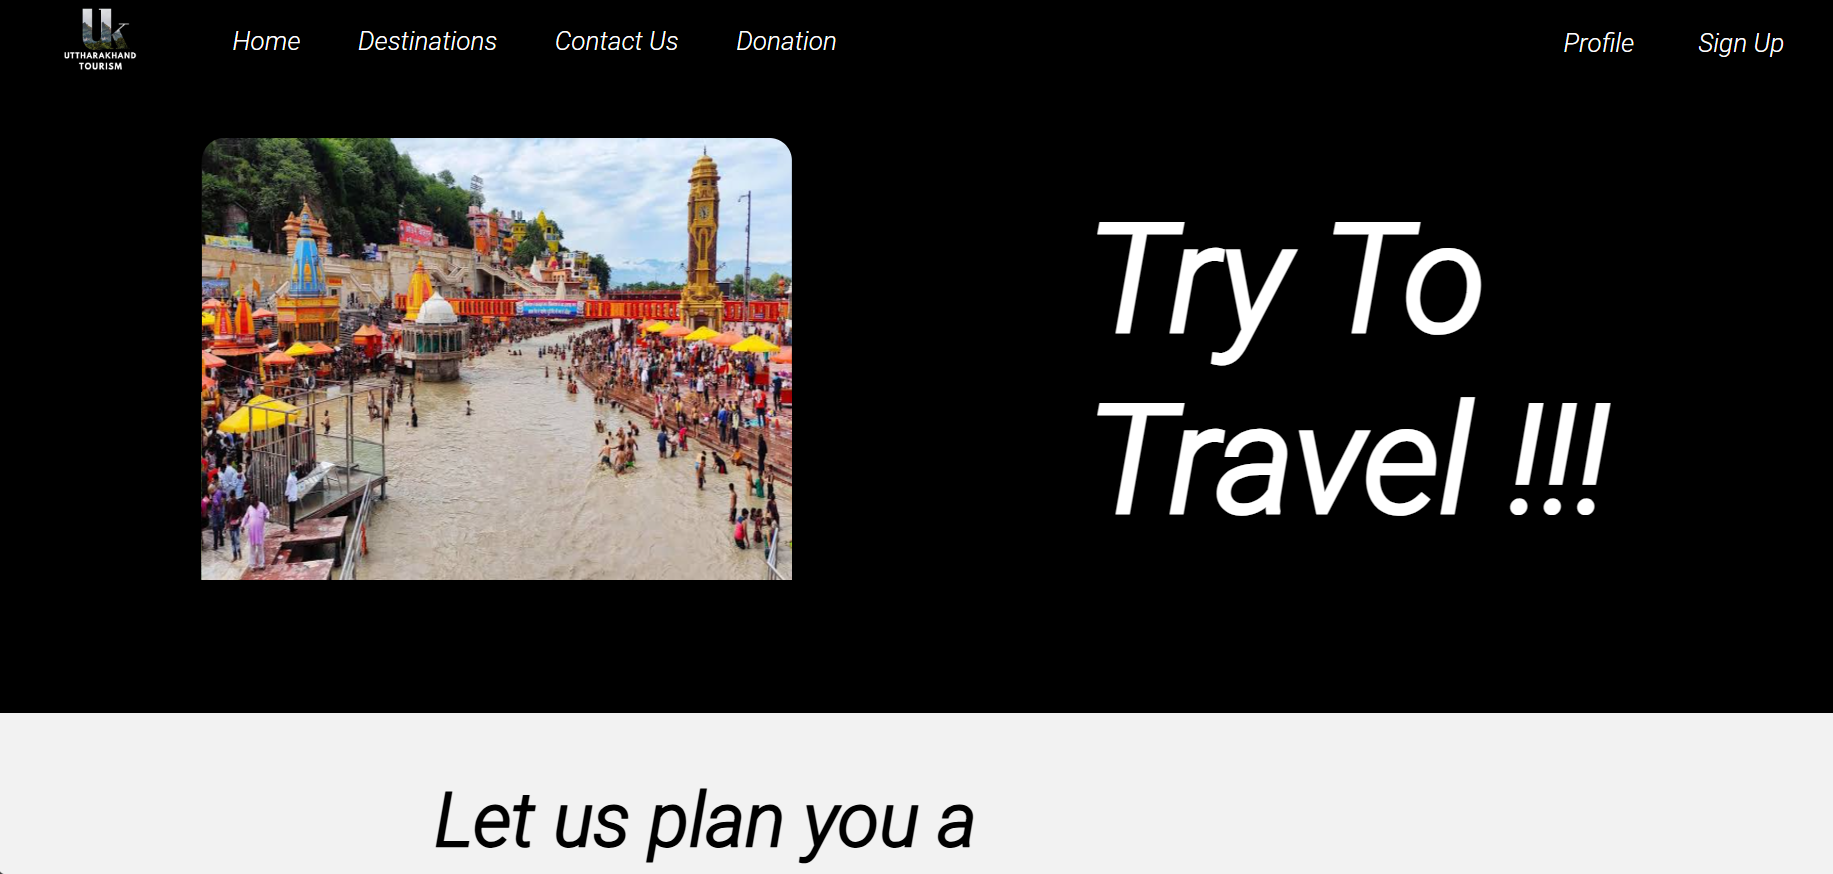 Uk
UTTHARAKHAND
TOURISM
Home
Destinations
Contact Us
Donation
Profile
Sign Up
Try To
Travel !!!
Let us plan you a